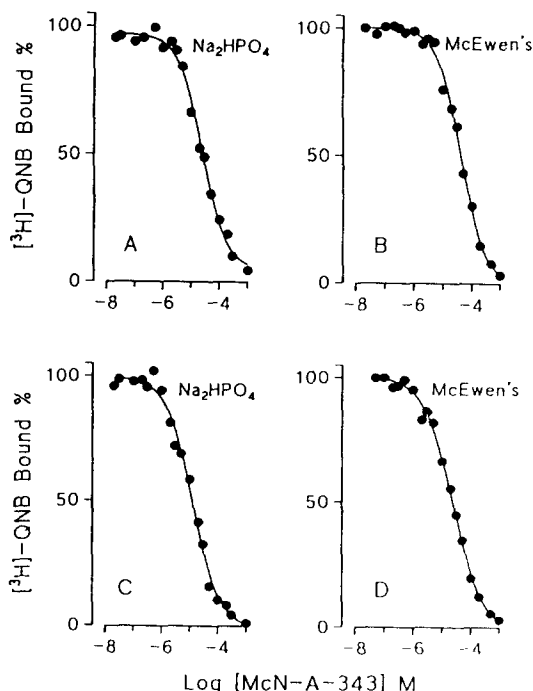 100
Na₂HPO₄
50
A
0
-8 -6 -4
[³H]-QNB Bound %
100
McEwen's
50
B
0
-8 -6 -4
100
Na₂HPO₄
50
C
0
-8 -6 -4
[³H]-QNB Bound %
100
McEwen's
50
D
0
-8 -6 -4
Log [McN-A-343] M